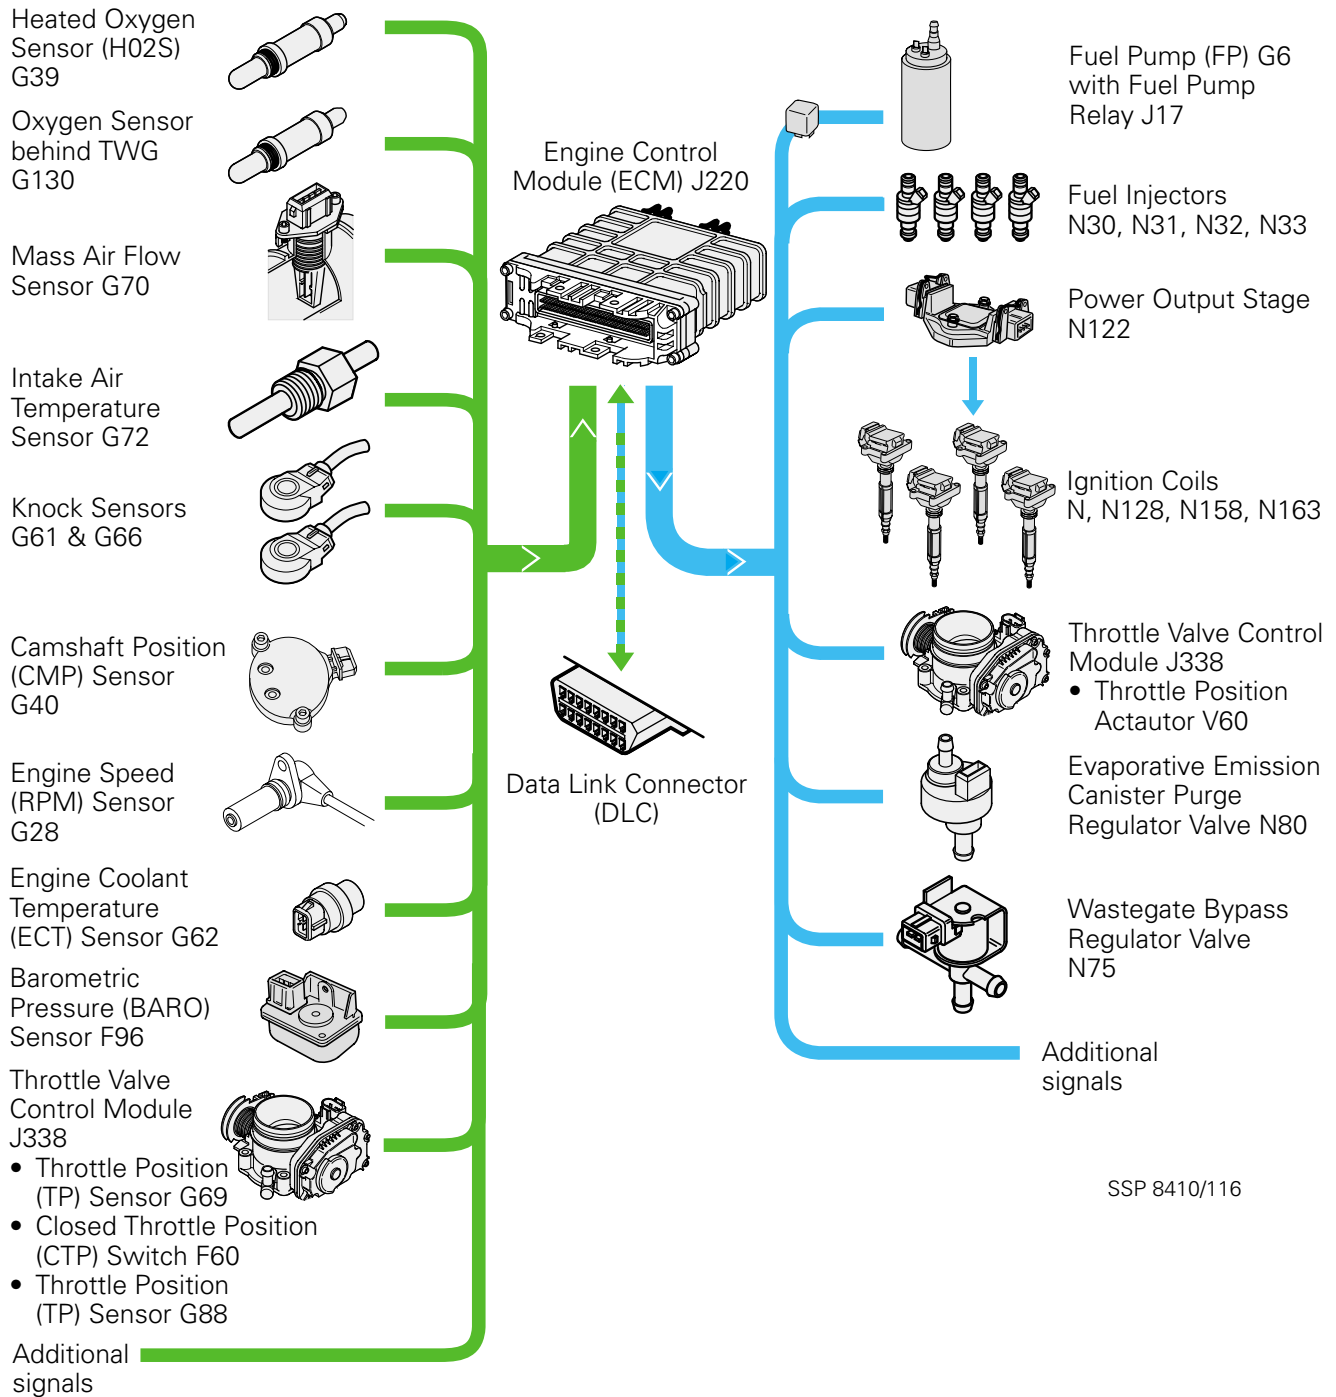 Heated Oxygen
Sensor (H02S)
G39
Oxygen Sensor
behind TWG
G130
Mass Air Flow
Sensor G70
Intake Air
Temperature
Sensor G72
Knock Sensors
G61 & G66
Camshaft Position
(CMP) Sensor
G40
Engine Speed
(RPM) Sensor
G28
Engine Coolant
Temperature
(ECT) Sensor G62
Barometric
Pressure (BARO)
Sensor F96
Throttle Valve
Control Module
J338
• Throttle Position
(TP) Sensor G69
• Closed Throttle Position
(CTP) Switch F60
• Throttle Position
(TP) Sensor G88
Additional
signals
Engine Control
Module (ECM) J220
Data Link Connector
(DLC)
Fuel Pump (FP) G6
with Fuel Pump
Relay J17
Fuel Injectors
N30, N31, N32, N33
Power Output Stage
N122
Ignition Coils
N, N128, N158, N163
Throttle Valve Control
Module J338
• Throttle Position
Actautor V60
Evaporative Emission
Canister Purge
Regulator Valve N80
Wastegate Bypass
Regulator Valve
N75
Additional
signals
SSP 8410/116